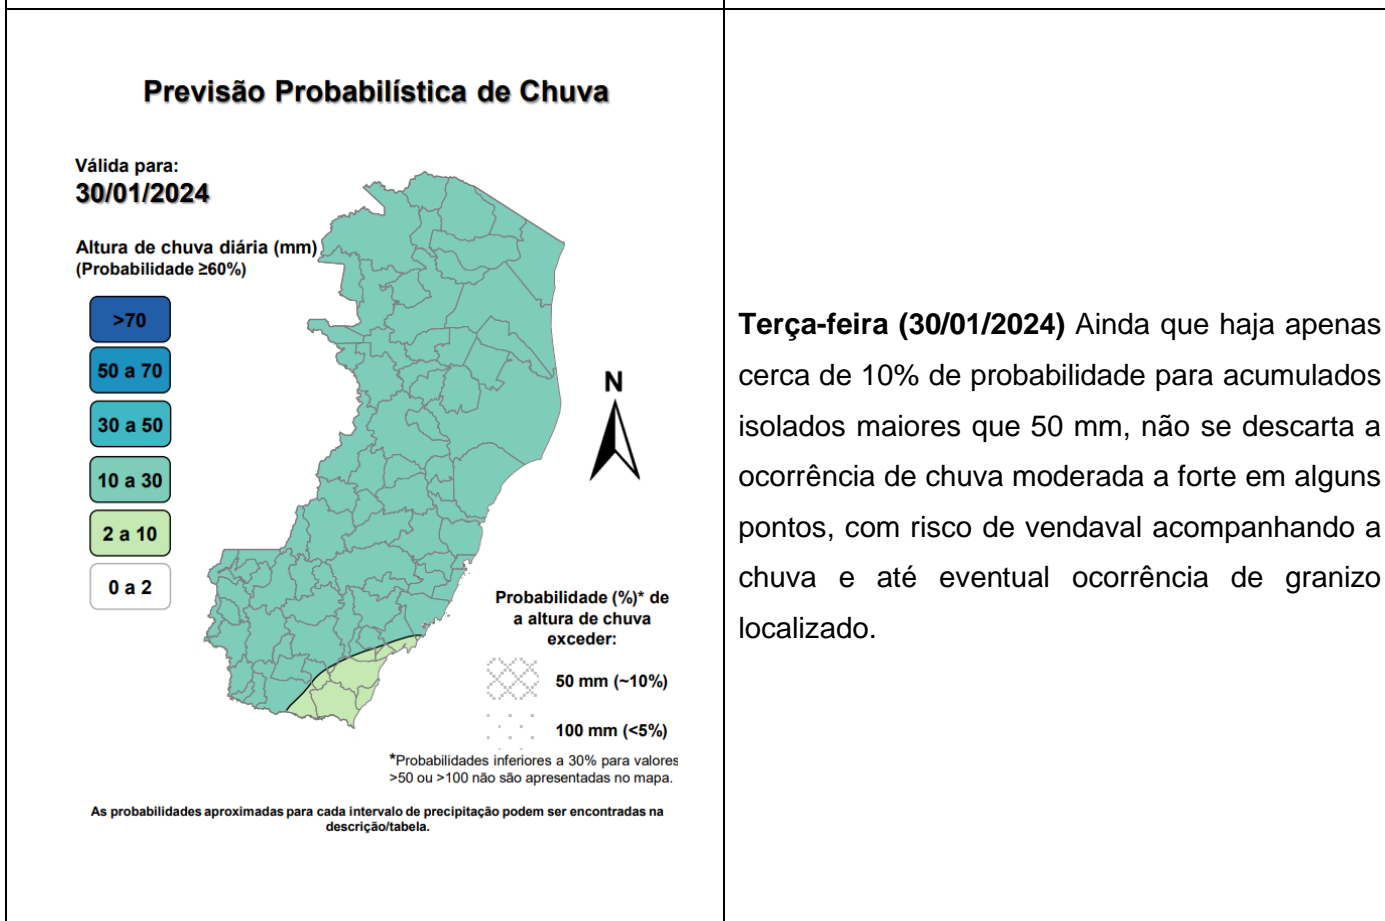 Previsão Probabilística de Chuva
Válida para:
30/01/2024
Altura de chuva diária (mm)
(Probabilidade ≥60%)
>70
50 a 70
30 a 50
10 a 30
2 a 10
0 a 2
N
Probabilidade (%)* de
a altura de chuva
exceder:
50 mm (~10%)
100 mm (<5%)
*Probabilidades inferiores a 30% para valores
>50 ou >100 não são apresentadas no mapa.
As probabilidades aproximadas para cada intervalo de precipitação podem ser encontradas na
descrição/tabela.
Terça-feira (30/01/2024) Ainda que haja apenas
cerca de 10% de probabilidade para acumulados
isolados maiores que 50 mm, não se descarta a
ocorrência de chuva moderada a forte em alguns
pontos, com risco de vendaval acompanhando a
chuva e até eventual ocorrência de granizo
localizado.